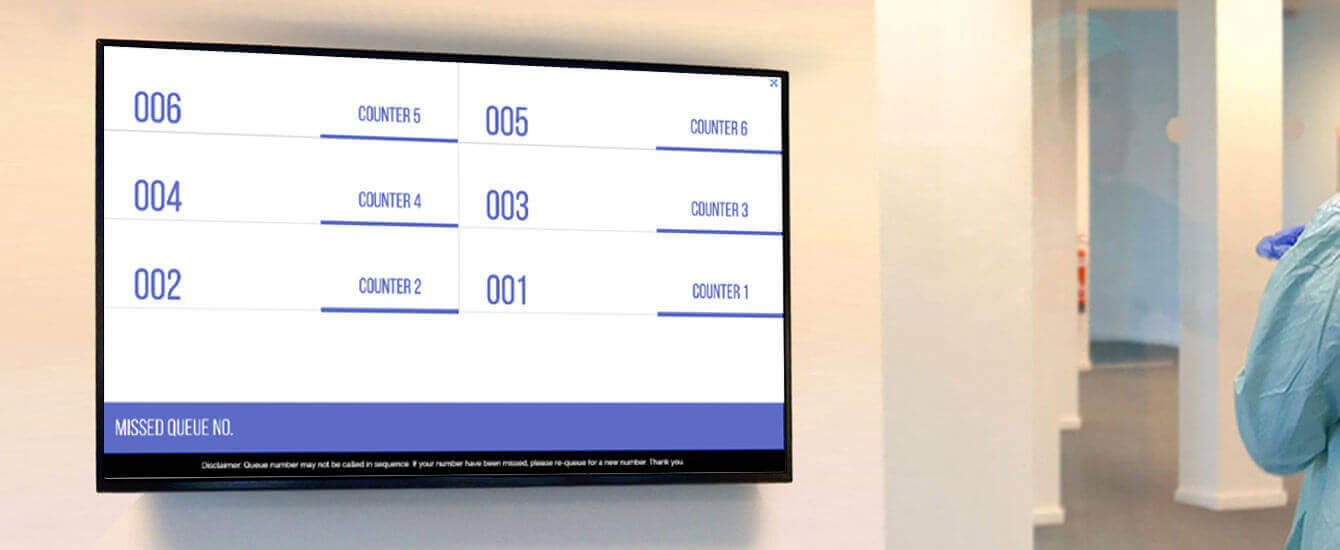 006 COUNTER 5 005 COUNTER 6
004 COUNTER 4 003 COUNTER 3
002 COUNTER 2 001 COUNTER 1
MISSED QUEUE NO.
Disclaimer: Queue number may not be called in sequence. If your number have been missed, please re-queue for a new number. Thank you.